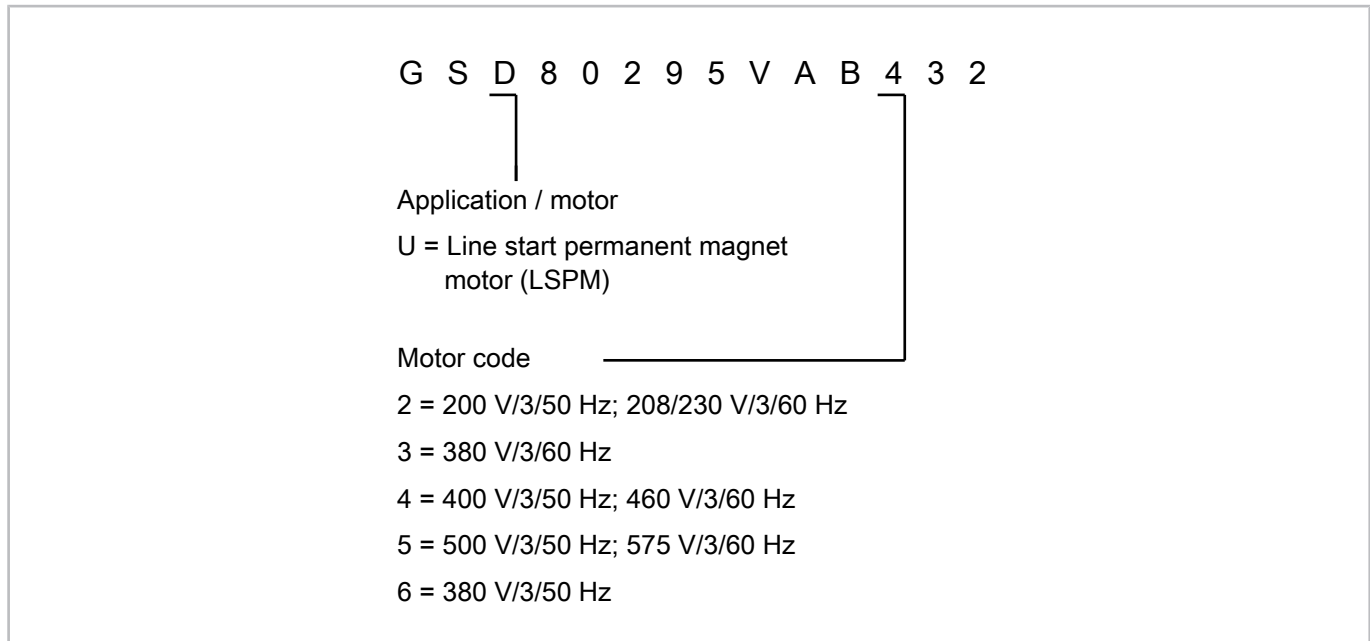 G S D 8 0 2 9 5 V A B 4 3 2
Application / motor
U = Line start permanent magnet
motor (LSPM)
Motor code
2 = 200 V/3/50 Hz; 208/230 V/3/60 Hz
3 = 380 V/3/60 Hz
4 = 400 V/3/50 Hz; 460 V/3/60 Hz
5 = 500 V/3/50 Hz; 575 V/3/60 Hz
6 = 380 V/3/50 Hz